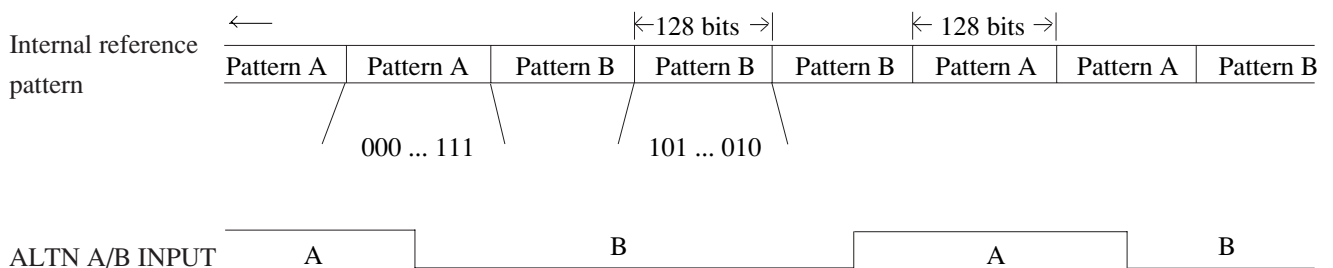 128 bits 128 bits
Internal reference
pattern
Pattern A Pattern A Pattern B Pattern B Pattern B Pattern A Pattern A Pattern B
000 ... 111 101 ... 010
ALTN A/B INPUT A B A B